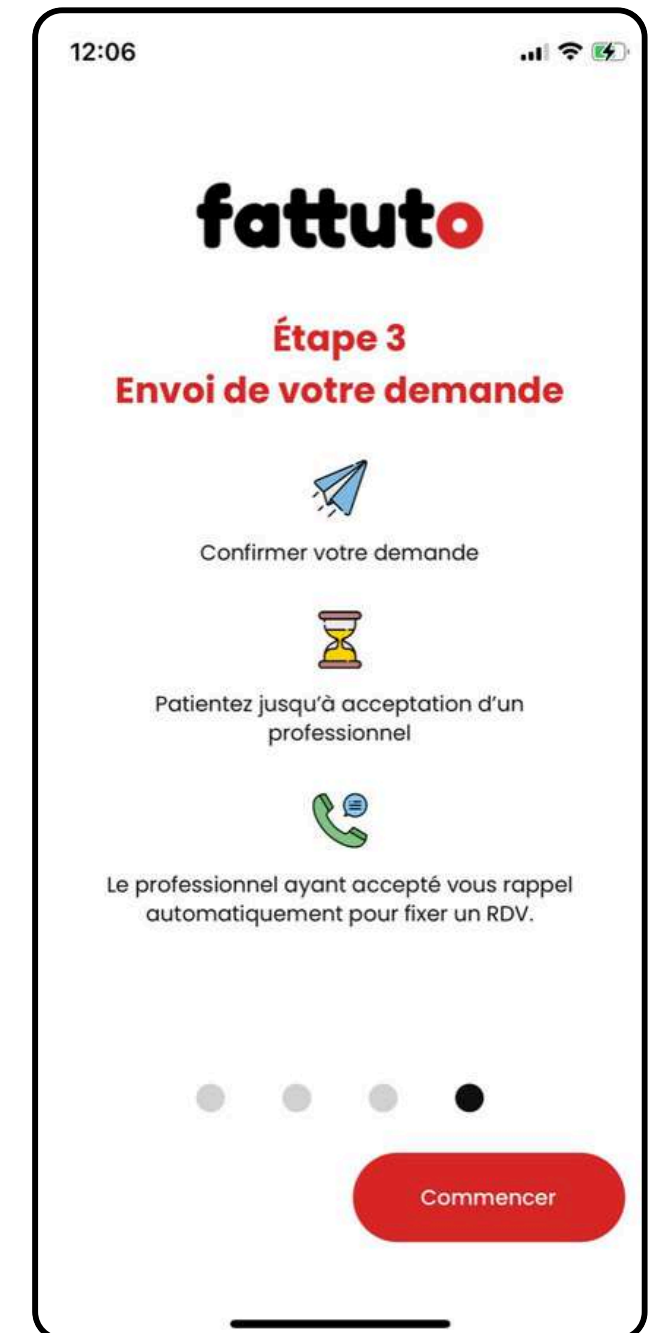 12:06
fattuto
Étape 3
Envoi de votre demande
Confirmer votre demande
Patientez jusqu’à acceptation d’un
professionnel
Le professionnel ayant accepté vous rappel
automatiquement pour fixer un RDV.
Commencer